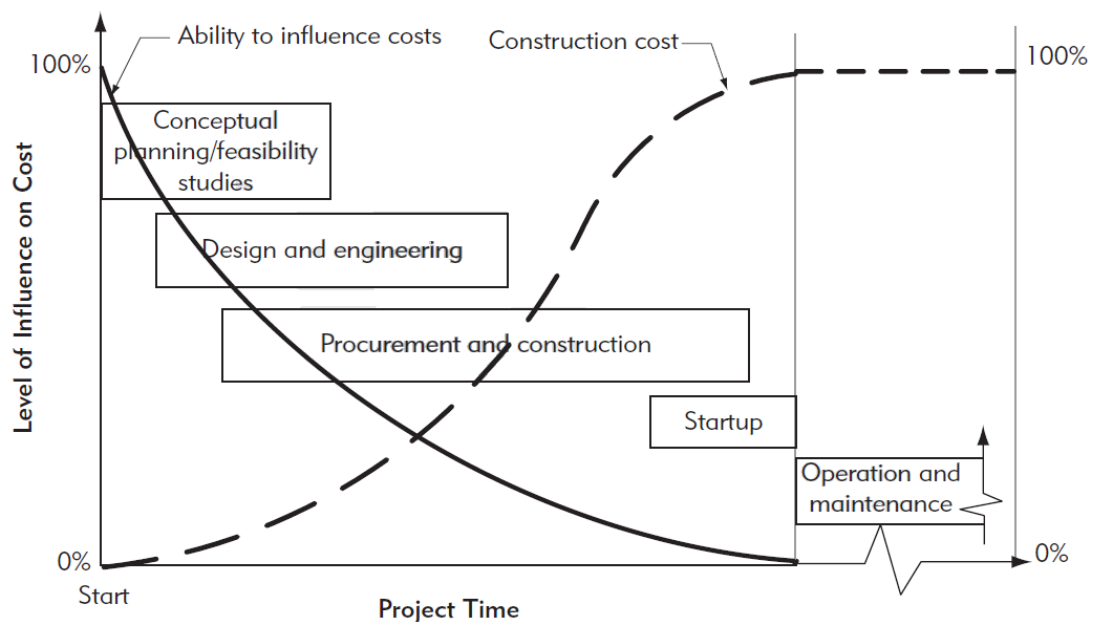 Ability to influence costs
Construction cost
100%
100%
Conceptual
planning/feasibility
studies
Level of Influence on Cost
Design and engineering
Procurement and construction
Startup
Operation and
maintenance
0%
0%
Start
Project Time